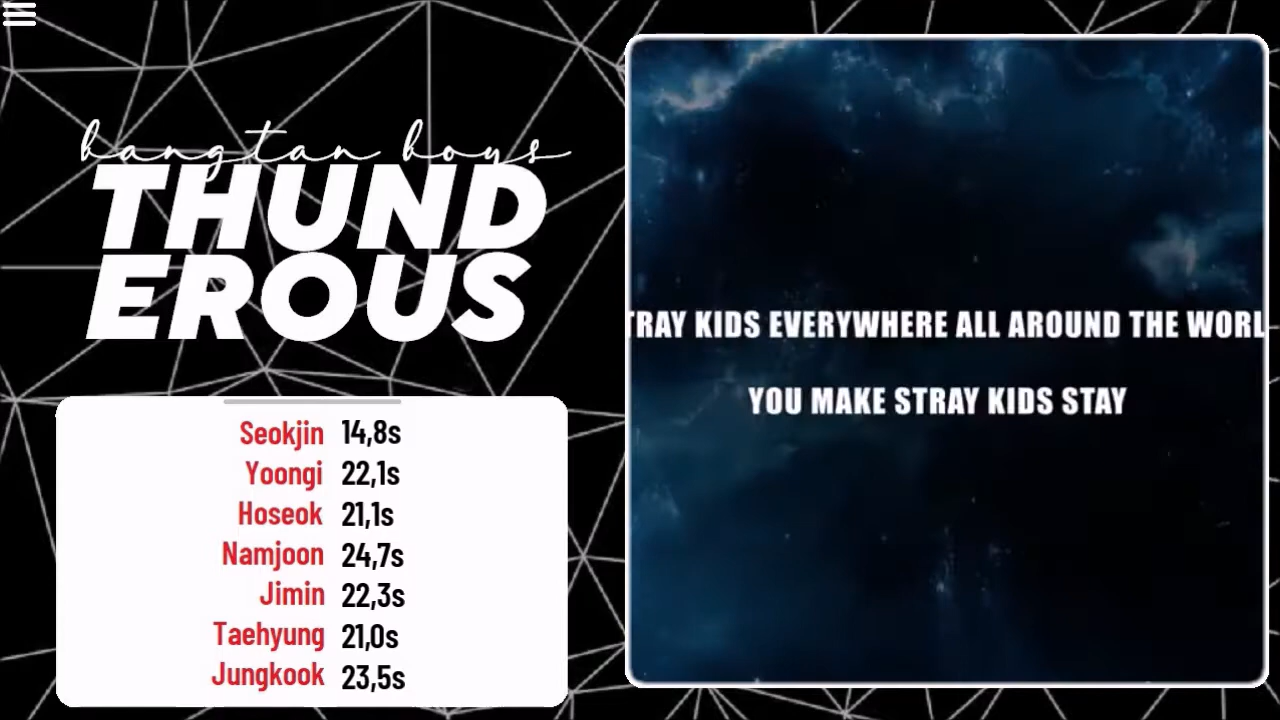 bangtan boys
THUND
EROUS
Seokjin 14,8s
Yoongi 22,1s
Hoseok 21,1s
Namjoon 24,7s
Jimin 22,3s
Taehyung 21,0s
Jungkook 23,5s
TRAY KIDS EVERYWHERE ALL AROUND THE WORL
YOU MAKE STRAY KIDS STAY